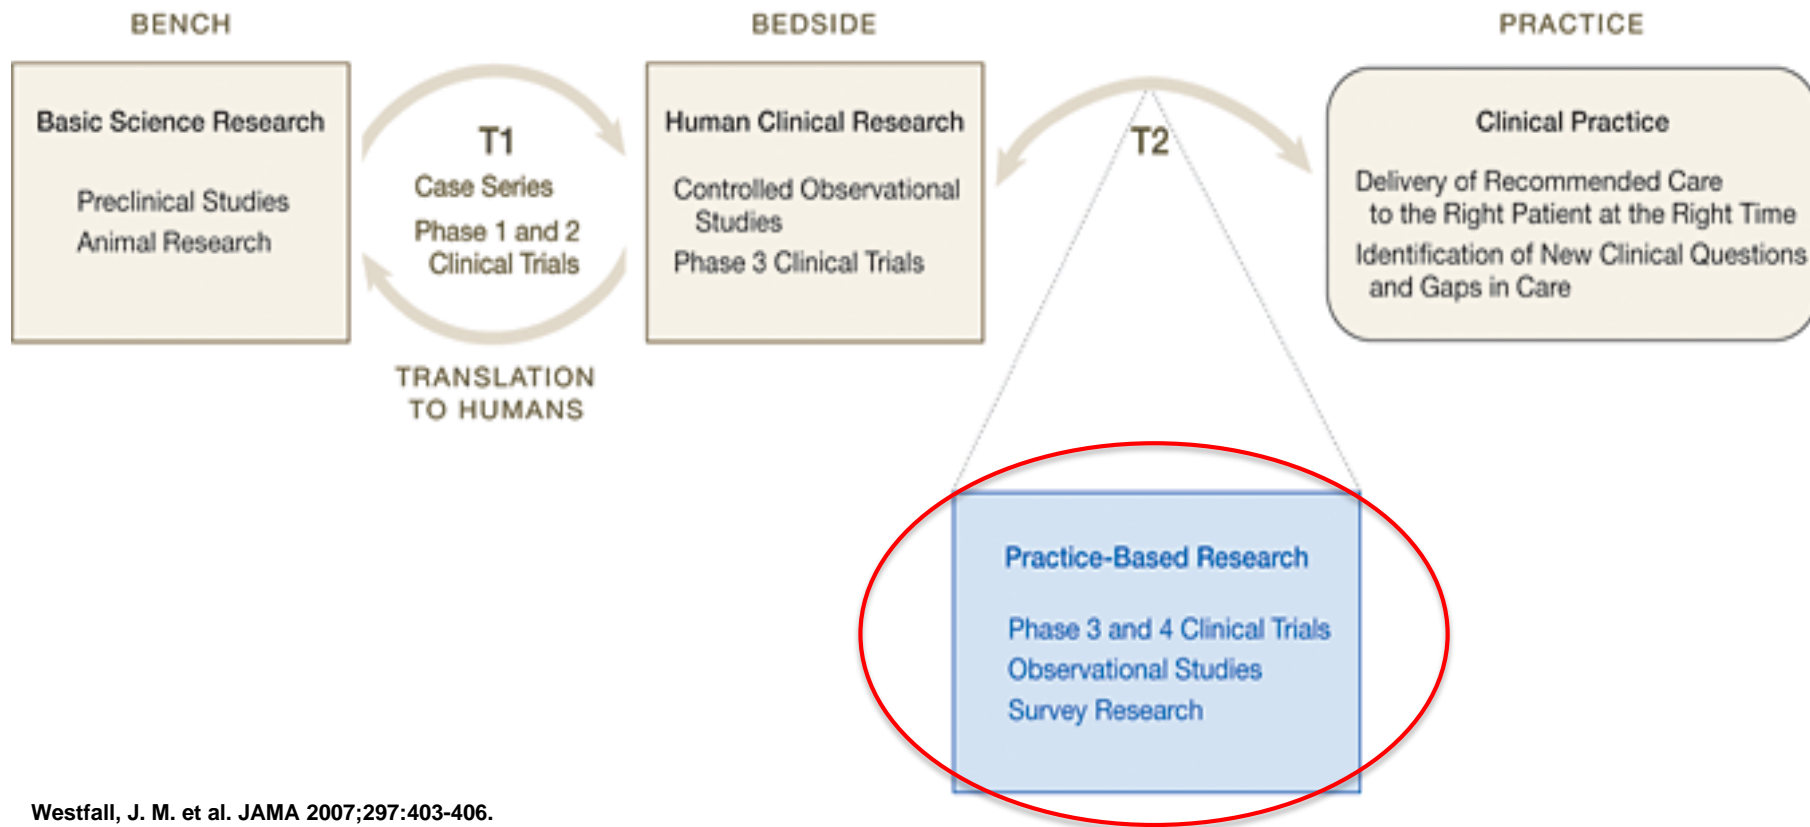 BENCH
Basic Science Research
Preclinical Studies
Animal Research
T1
Case Series
Phase 1 and 2
Clinical Trials
TRANSLATION
TO HUMANS
BEDSIDE
Human Clinical Research
Controlled Observational
Studies
Phase 3 Clinical Trials
T2
PRACTICE
Clinical Practice
Delivery of Recommended Care
to the Right Patient at the Right Time
Identification of New Clinical Questions
and Gaps in Care
Practice-Based Research
Phase 3 and 4 Clinical Trials
Observational Studies
Survey Research
Westfall, J. M. et al. JAMA 2007;297:403-406.